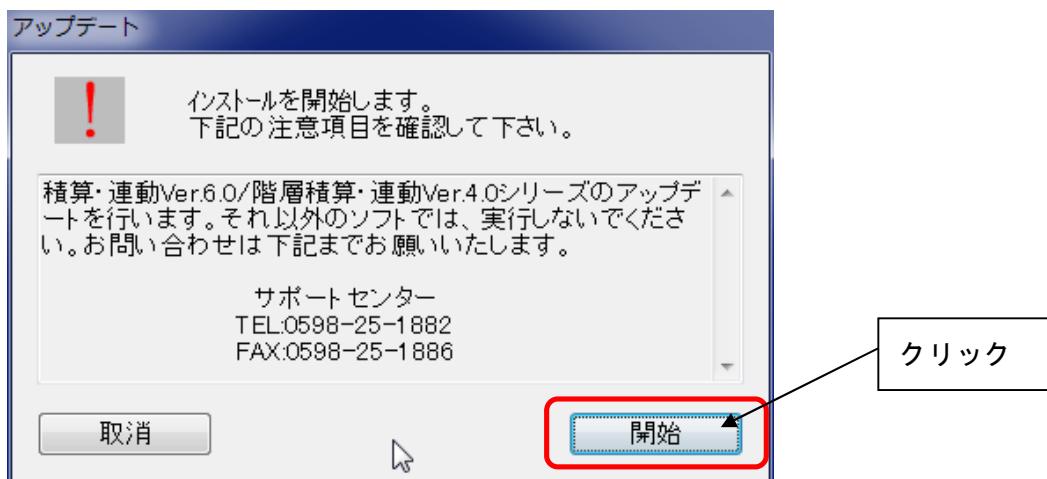 アップデート
インストールを開始します。
下記の注意項目を確認して下さい。
積算・連動Ver.6.0/階層積算・連動Ver.4.0シリーズのアップデ
ートを行います。それ以外のソフトでは、実行しないでくださ
い。お問い合わせは下記までお願いいたします。
サポートセンター
TEL:0598-25-1882
FAX:0598-25-1886
クリック
取消
開始